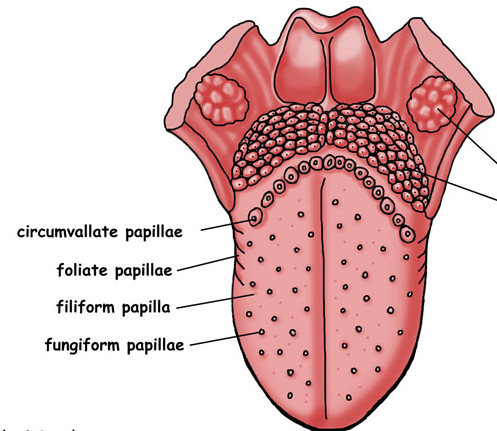 circumvallate papillae
foliate papillae
filiform papilla
fungiform papillae